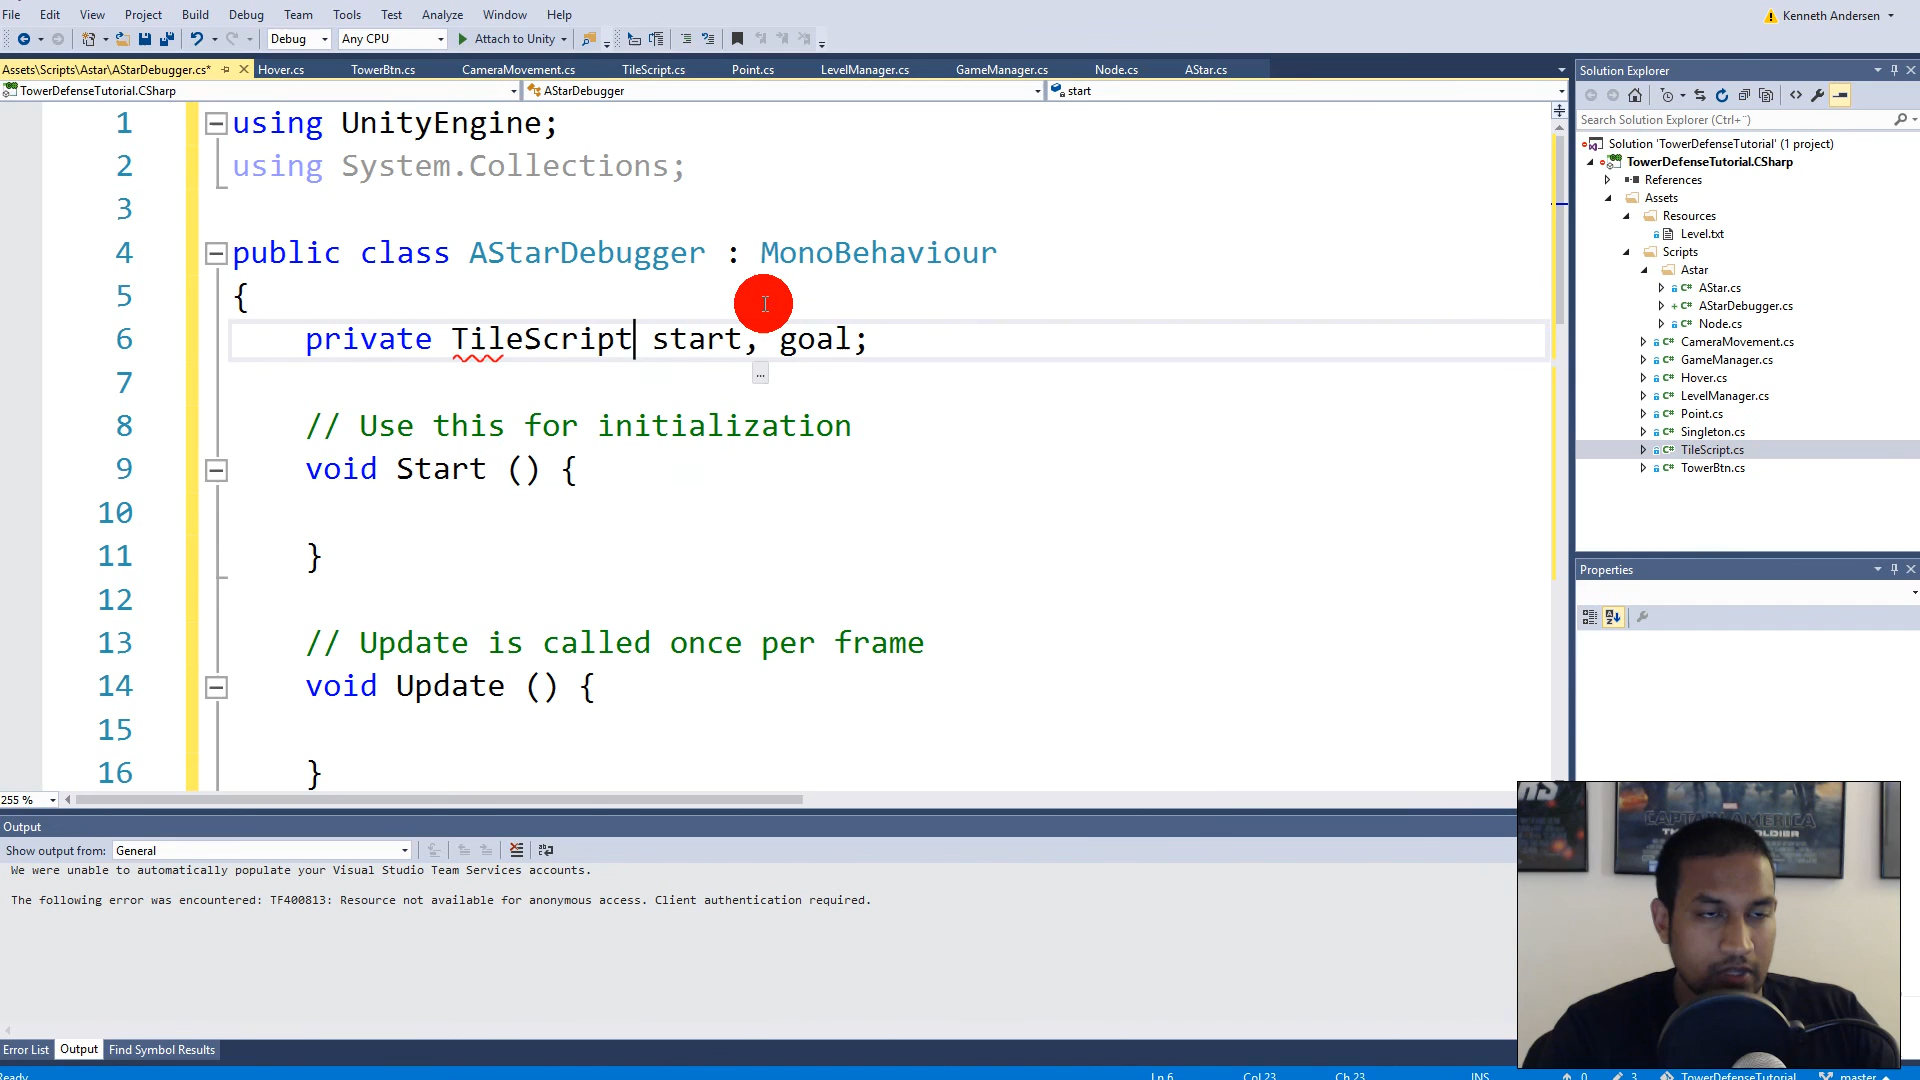 File Edit View Project Build Debug Team Tools Test Analyze Window Help Kenneth Andersen
Debug Any CPU Attach to Unity
Assets\Scripts\Astar\AStarDebugger.cs* Hover.cs TowerBtn.cs CameraMovement.cs TileScript.cs Point.cs LevelManager.cs GameManager.cs Node.cs AStar.cs
TowerDefenseTutorial.CSharp AStarDebugger start
1 using UnityEngine;
2 using System.Collections;
3
4 public class AStarDebugger : MonoBehaviour
5 {
6 private TileScript start, goal;
7
8 // Use this for initialization
9 void Start () {
10
11 }
12
13 // Update is called once per frame
14 void Update () {
15
16 }
255 %
Output
Show output from: General
We were unable to automatically populate your Visual Studio Team Services accounts.
The following error was encountered: TF400813: Resource not available for anonymous access. Client authentication required.
Error List Output Find Symbol Results
Ready Ln 6 Col 23 Ch 23 INS 0 3 TowerDefenseTutorial master
Solution Explorer
Search Solution Explorer (Ctrl+¨)
Solution 'TowerDefenseTutorial' (1 project)
TowerDefenseTutorial.CSharp
References
Assets
Resources
Level.txt
Scripts
Astar
AStar.cs
AStarDebugger.cs
Node.cs
CameraMovement.cs
GameManager.cs
Hover.cs
LevelManager.cs
Point.cs
Singleton.cs
TileScript.cs
TowerBtn.cs
Properties
CAPTAIN AMERICA